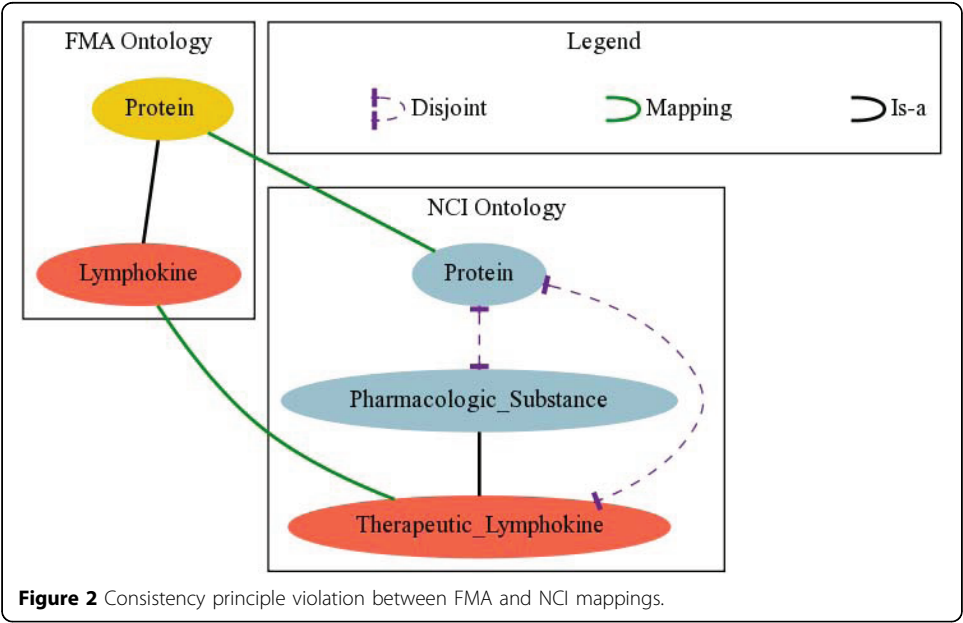 FMA Ontology
Protein
Lymphokine
Legend
Disjoint
Mapping
Is-a
NCI Ontology
Protein
Pharmacologic_Substance
Therapeutic_Lymphokine
Figure 2 Consistency principle violation between FMA and NCI mappings.